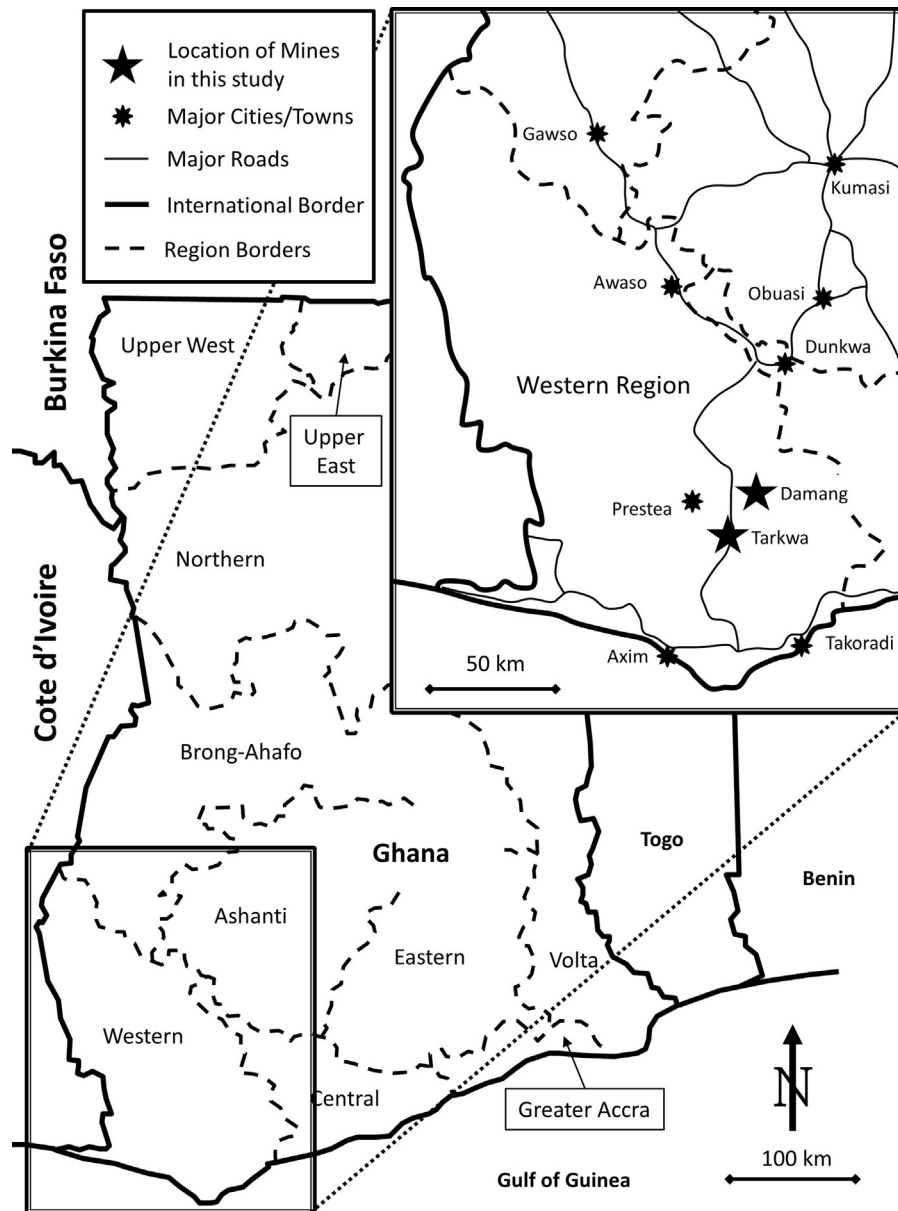 Location of Mines
in this study
Major Cities/Towns
Major Roads
International Border
Region Borders
Gawso
Kumasi
Awaso
Obuasi
Dunkwa
Western Region
Damang
Prestea
Tarkwa
Axim
Takoradi
50 km
Burkina Faso
Upper West
Upper
East
Northern
Cote d'Ivoire
Brong-Ahafo
Ghana
Togo
Benin
Ashanti
Eastern
Volta
Western
Central
Greater Accra
N
Gulf of Guinea
100 km